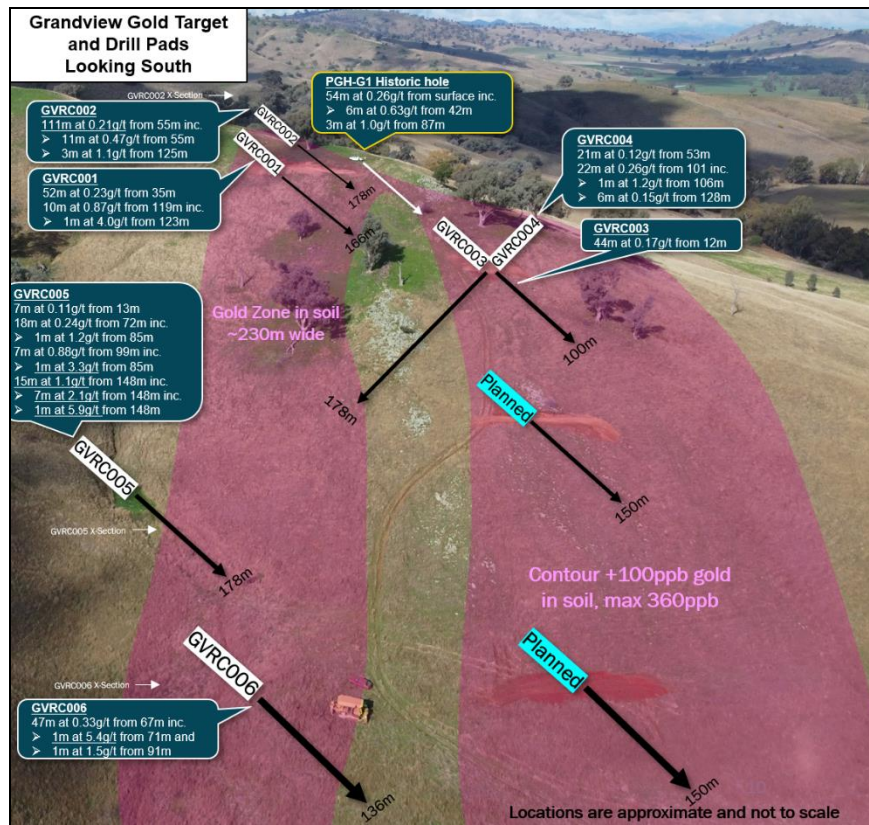 Grandview Gold Target
and Drill Pads
Looking South
PGH-G1 Historic hole
54m at 0.26g/t from surface inc.
➢ 6m at 0.63g/t from 42m
3m at 1.0g/t from 87m
GVRC002 X-Section
GVRC002
111m at 0.21g/t from 55m inc.
➢ 11m at 0.47g/t from 55m
➢ 3m at 1.1g/t from 125m
GVRC002
178m
GVRC001
52m at 0.23g/t from 35m
10m at 0.87g/t from 119m inc.
➢ 1m at 4.0g/t from 123m
GVRC001
166m
GVRC004
21m at 0.12g/t from 53m
22m at 0.26g/t from 101 inc.
➢ 1m at 1.2g/t from 106m
➢ 6m at 0.15g/t from 128m
GVRC003
44m at 0.17g/t from 12m
GVRC003
GVRC004
178m
100m
GVRC005
7m at 0.11g/t from 13m
18m at 0.24g/t from 72m inc.
➢ 1m at 1.2g/t from 85m
7m at 0.88g/t from 99m inc.
➢ 1m at 3.3g/t from 85m
15m at 1.1g/t from 148m inc.
➢ 7m at 2.1g/t from 148m inc.
➢ 1m at 5.9g/t from 148m
Gold Zone in soil
~230m wide
Planned
150m
GVRC005
GVRC005 X-Section
178m
Contour +100ppb gold
in soil, max 360ppb
GVRC006
Planned
GVRC006 X-Section
GVRC006
47m at 0.33g/t from 67m inc.
➢ 1m at 5.4g/t from 71m and
➢ 1m at 1.5g/t from 91m
136m
150m
Locations are approximate and not to scale